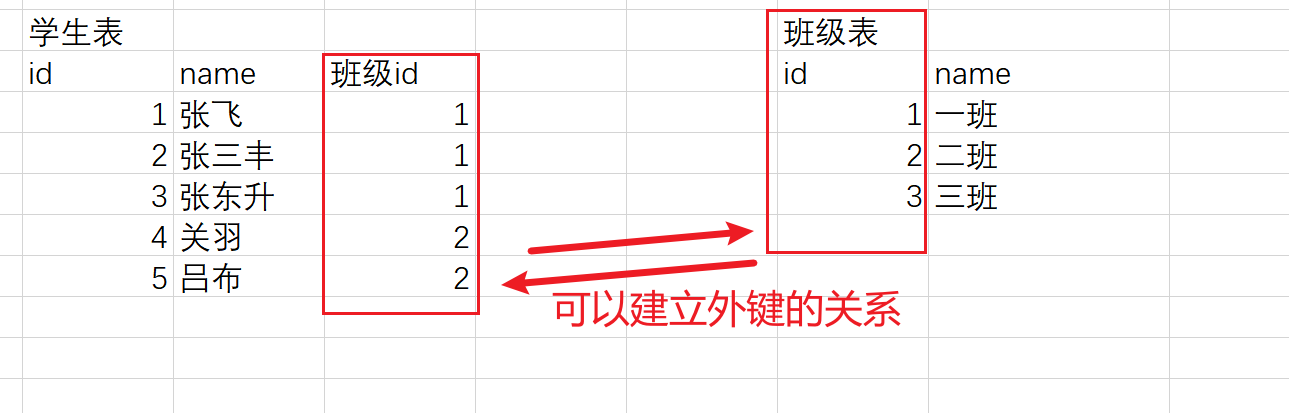 学生表 班级表
id name 班级id id name
1 张飞 1 1 一班
2 张三丰 1 2 二班
3 张东升 1 3 三班
4 关羽 2
5 吕布 2
可以建立外键的关系